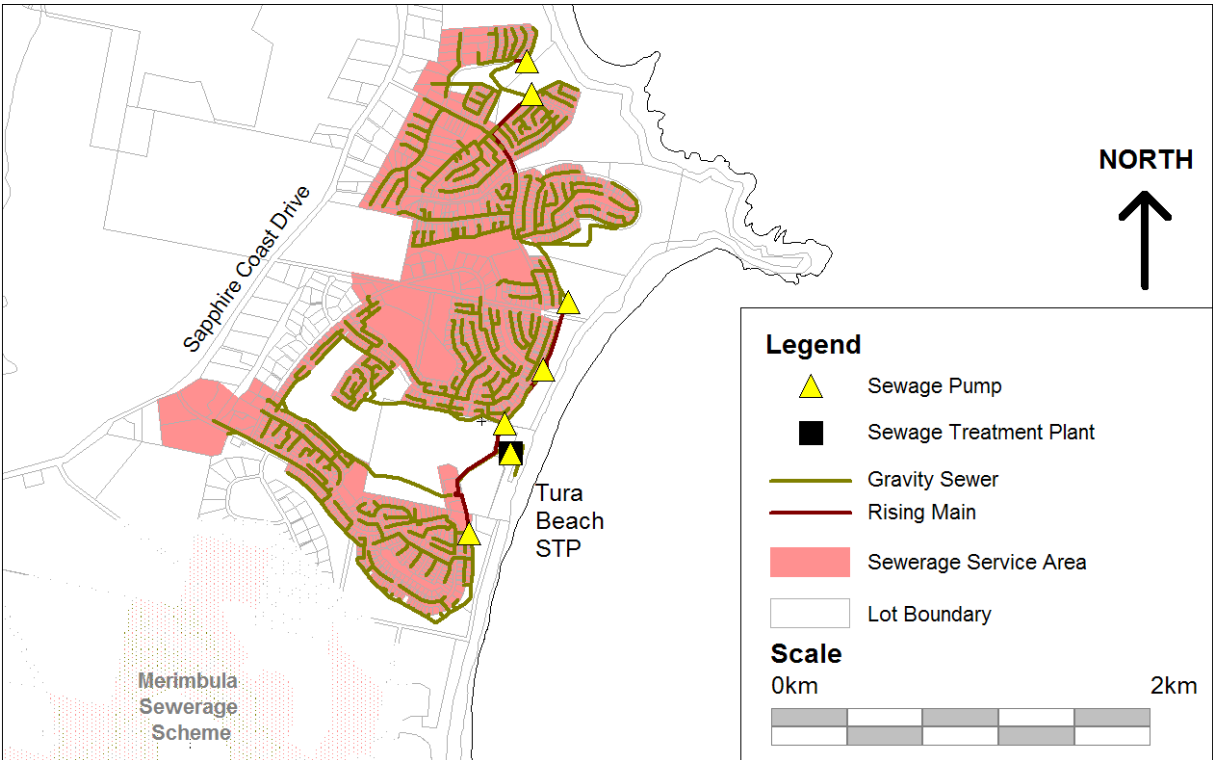 NORTH
Sapphire Coast Drive
Tura
Beach
STP
Merimbula
Sewerage
Scheme
Legend
Sewage Pump
Sewage Treatment Plant
Gravity Sewer
Rising Main
Sewerage Service Area
Lot Boundary
Scale
0km 2km